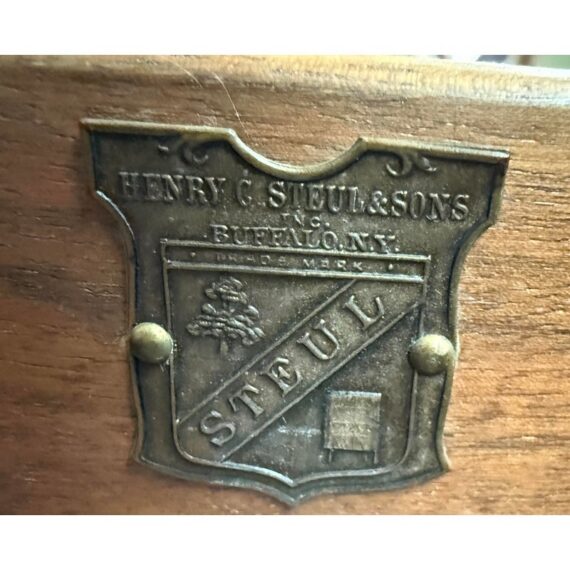 HENRY C. STEUL & SONS
INC.
BUFFALO, N.Y.
TRADE MARK
STEUL